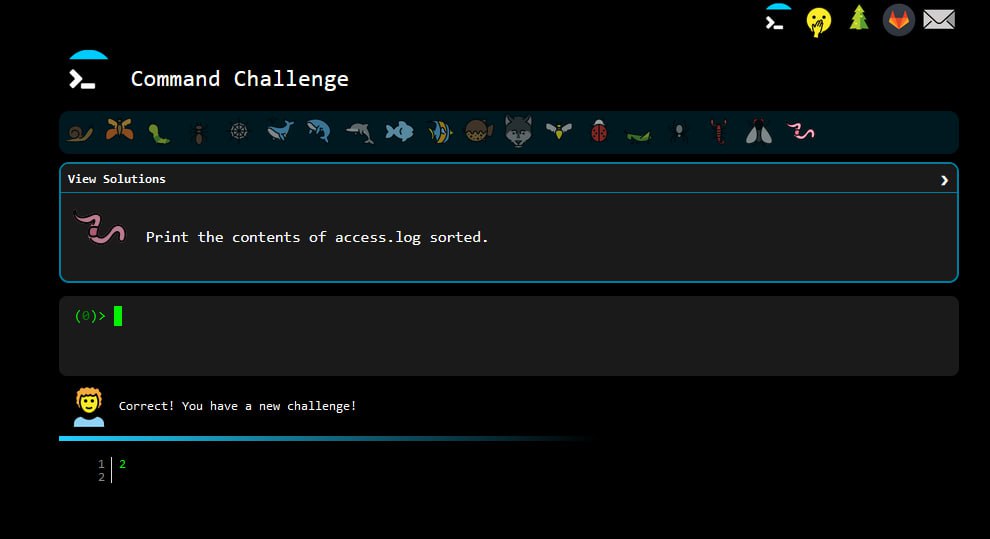 Command Challenge
View Solutions
Print the contents of access.log sorted.
(0)>
Correct! You have a new challenge!
1 2
2